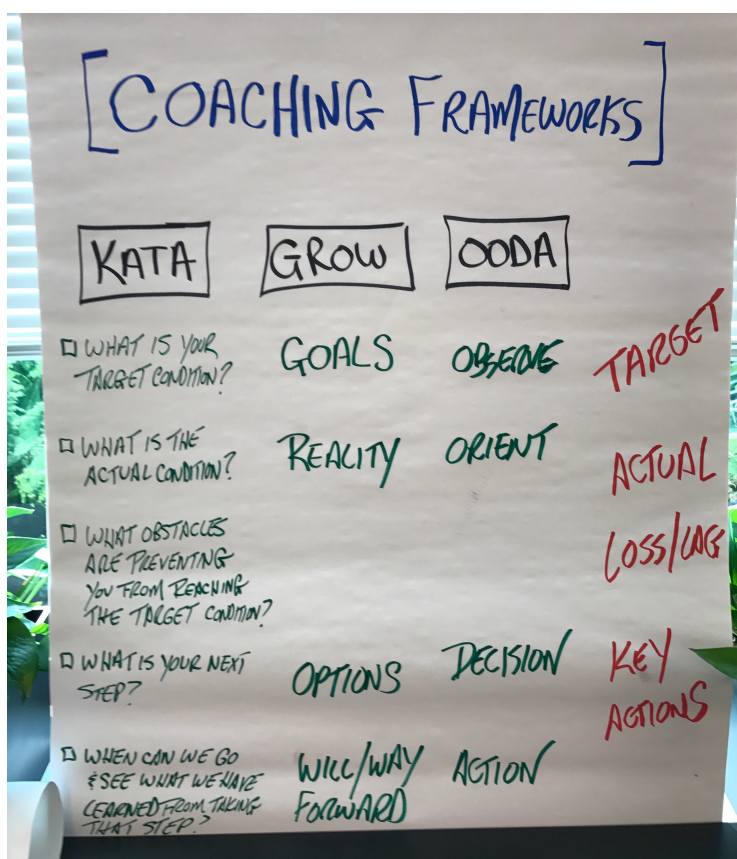 [COACHING FRAMEWORKS]
KATA
GROW
OODA
☐ WHAT IS YOUR
TARGET CONDITION?
GOALS
OBSERVE
TARGET
☐ WHAT IS THE
ACTUAL CONDITION?
REALITY
ORIENT
ACTUAL
☐ WHAT OBSTACLES
ARE PREVENTING
YOU FROM REACHING
THE TARGET CONDITION?
LOSS/
☐ WHAT IS YOUR NEXT
STEP?
OPTIONS
DECISION
KEY
ACTIONS
☐ WHEN CAN WE GO
& SEE WHAT WE HAVE
LEARNED FROM TAKING
THAT STEP?
WILL/WAY
FORWARD
ACTION